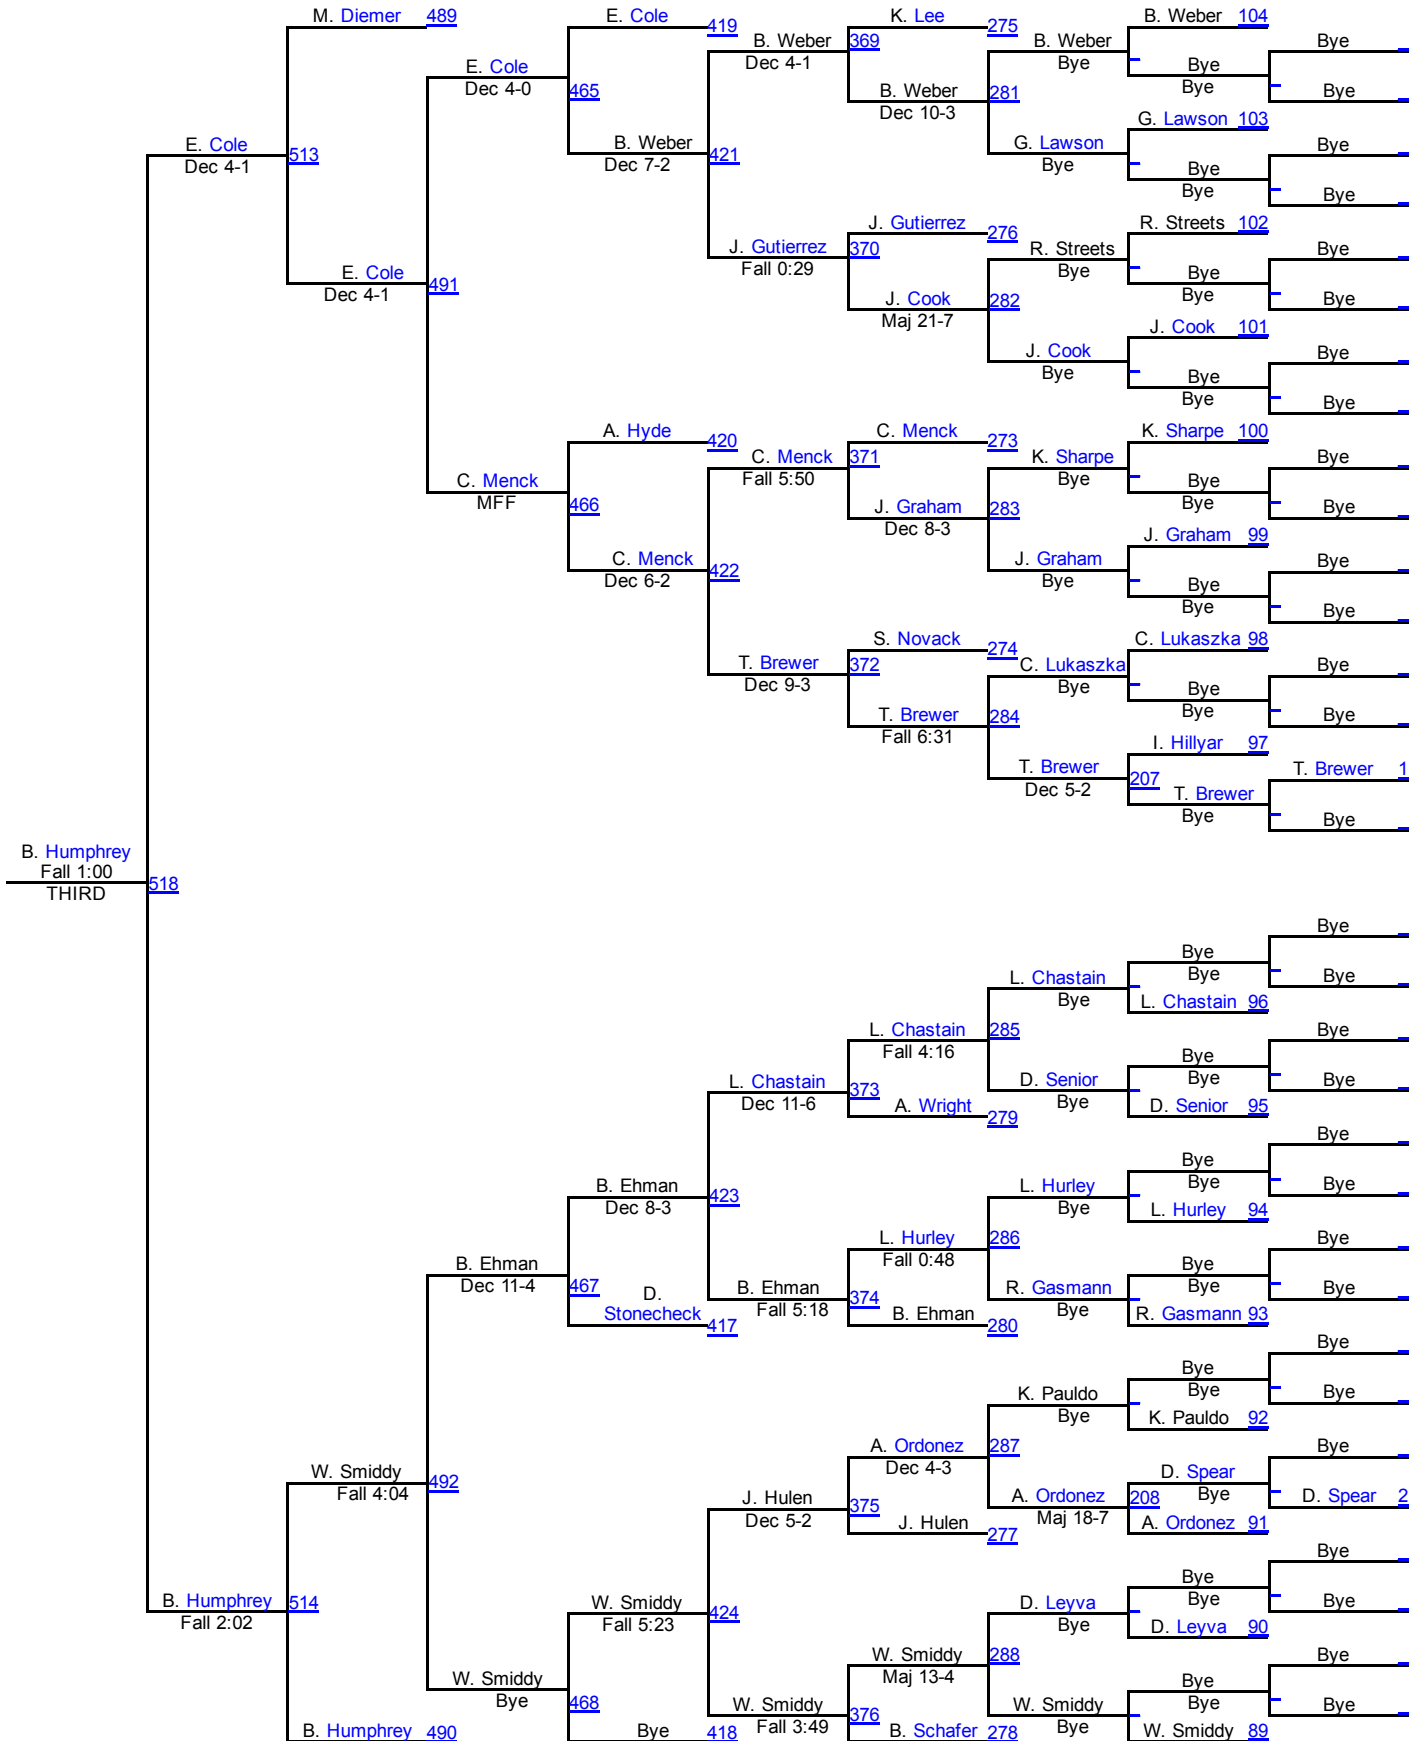 M. Diemer 489
E. Cole 419
K. Lee 275
B. Weber 104
B. Weber 369
Dec 4-1
B. Weber
Bye
Bye
E. Cole
Dec 4-0
465
Bye
Bye
Bye
B. Weber
Dec 10-3
281
G. Lawson 103
E. Cole
Dec 4-1
513
B. Weber
Dec 7-2
421
G. Lawson
Bye
Bye
Bye
Bye
Bye
J. Gutierrez 276
R. Streets 102
J. Gutierrez 370
Fall 0:29
R. Streets
Bye
Bye
E. Cole
Dec 4-1
491
Bye
Bye
Bye
J. Cook
Maj 21-7
282
J. Cook 101
J. Cook
Bye
Bye
Bye
Bye
Bye
A. Hyde 420
C. Menck 273
K. Sharpe 100
C. Menck 371
Fall 5:50
K. Sharpe
Bye
Bye
C. Menck
MFF
466
Bye
Bye
Bye
J. Graham
Dec 8-3
283
J. Graham 99
C. Menck
Dec 6-2
422
J. Graham
Bye
Bye
Bye
Bye
Bye
S. Novack 274
C. Lukaszka 98
T. Brewer 372
Dec 9-3
C. Lukaszka
Bye
Bye
Bye
Bye
Bye
T. Brewer
Fall 6:31
284
I. Hillyar 97
T. Brewer
Dec 5-2
207
T. Brewer 1
T. Brewer
Bye
Bye
B. Humphrey
Fall 1:00
THIRD
518
Bye
Bye
Bye
Bye
L. Chastain
Bye
L. Chastain 96
L. Chastain
Fall 4:16
285
Bye
Bye
Bye
Bye
L. Chastain
Dec 11-6
373
D. Senior
Bye
D. Senior 95
A. Wright 279
Bye
Bye
Bye
Bye
B. Ehman
Dec 8-3
423
L. Hurley
Bye
L. Hurley 94
L. Hurley
Fall 0:48
286
Bye
Bye
Bye
Bye
B. Ehman
Dec 11-4
467
B. Ehman
Fall 5:18
374
R. Gasmann
Bye
R. Gasmann 93
D.
Stonecheck 417
B. Ehman 280
Bye
Bye
Bye
Bye
K. Pauldo
Bye
K. Pauldo 92
A. Ordonez
Dec 4-3
287
Bye
W. Smiddy
Fall 4:04
492
D. Spear
Bye
D. Spear 2
J. Hulen
Dec 5-2
375
A. Ordonez
Maj 18-7
208
A. Ordonez 91
J. Hulen 277
Bye
Bye
Bye
Bye
B. Humphrey
Fall 2:02
514
W. Smiddy
Fall 5:23
424
D. Leyva
Bye
D. Leyva 90
W. Smiddy
Maj 13-4
288
Bye
Bye
Bye
Bye
W. Smiddy
Bye
468
W. Smiddy
Fall 3:49
376
W. Smiddy
Bye
B. Humphrey 490
Bye 418
B. Schafer 278
W. Smiddy 89